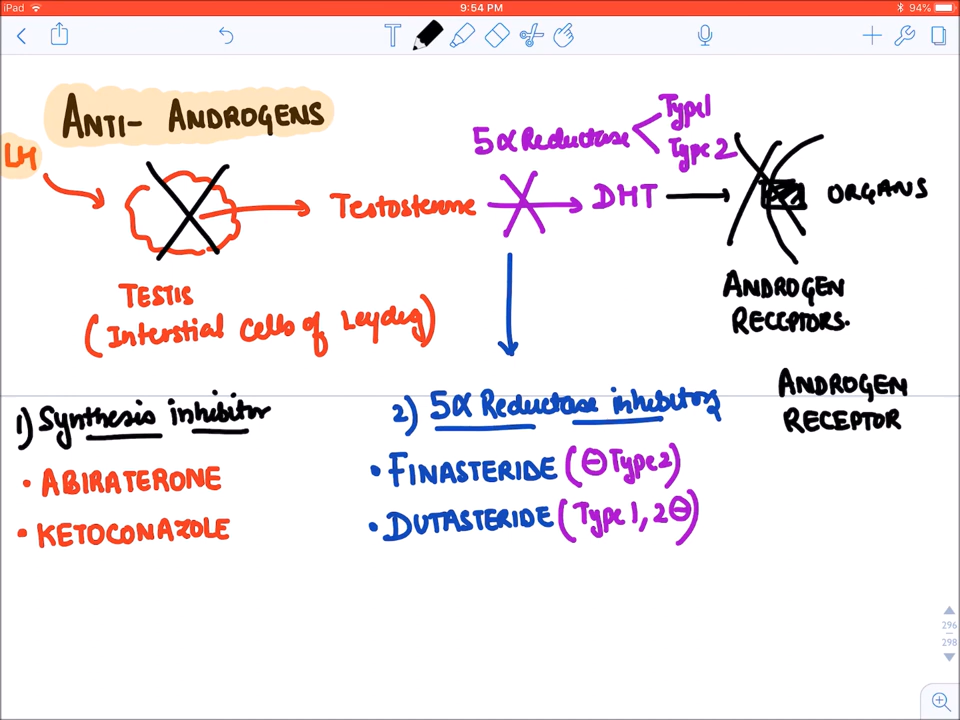 iPad
9:54 PM
94%
ANTI- ANDROGENS
LH
5α Reductase
Type 1
Type 2
Testosterone
DHT
ORGANS
TESTIS
(Interstial Cells of Leydeg)
ANDROGEN
RECEPTORS.
1) Synthesis inhibitor
• ABIRATERONE
• KETOCONAZOLE
2) 5α Reductase inhibitors
• FINASTERIDE (⊖ Type 2)
• DUTASTERIDE (Type 1, 2 ⊖)
ANDROGEN
RECEPTOR
296
298